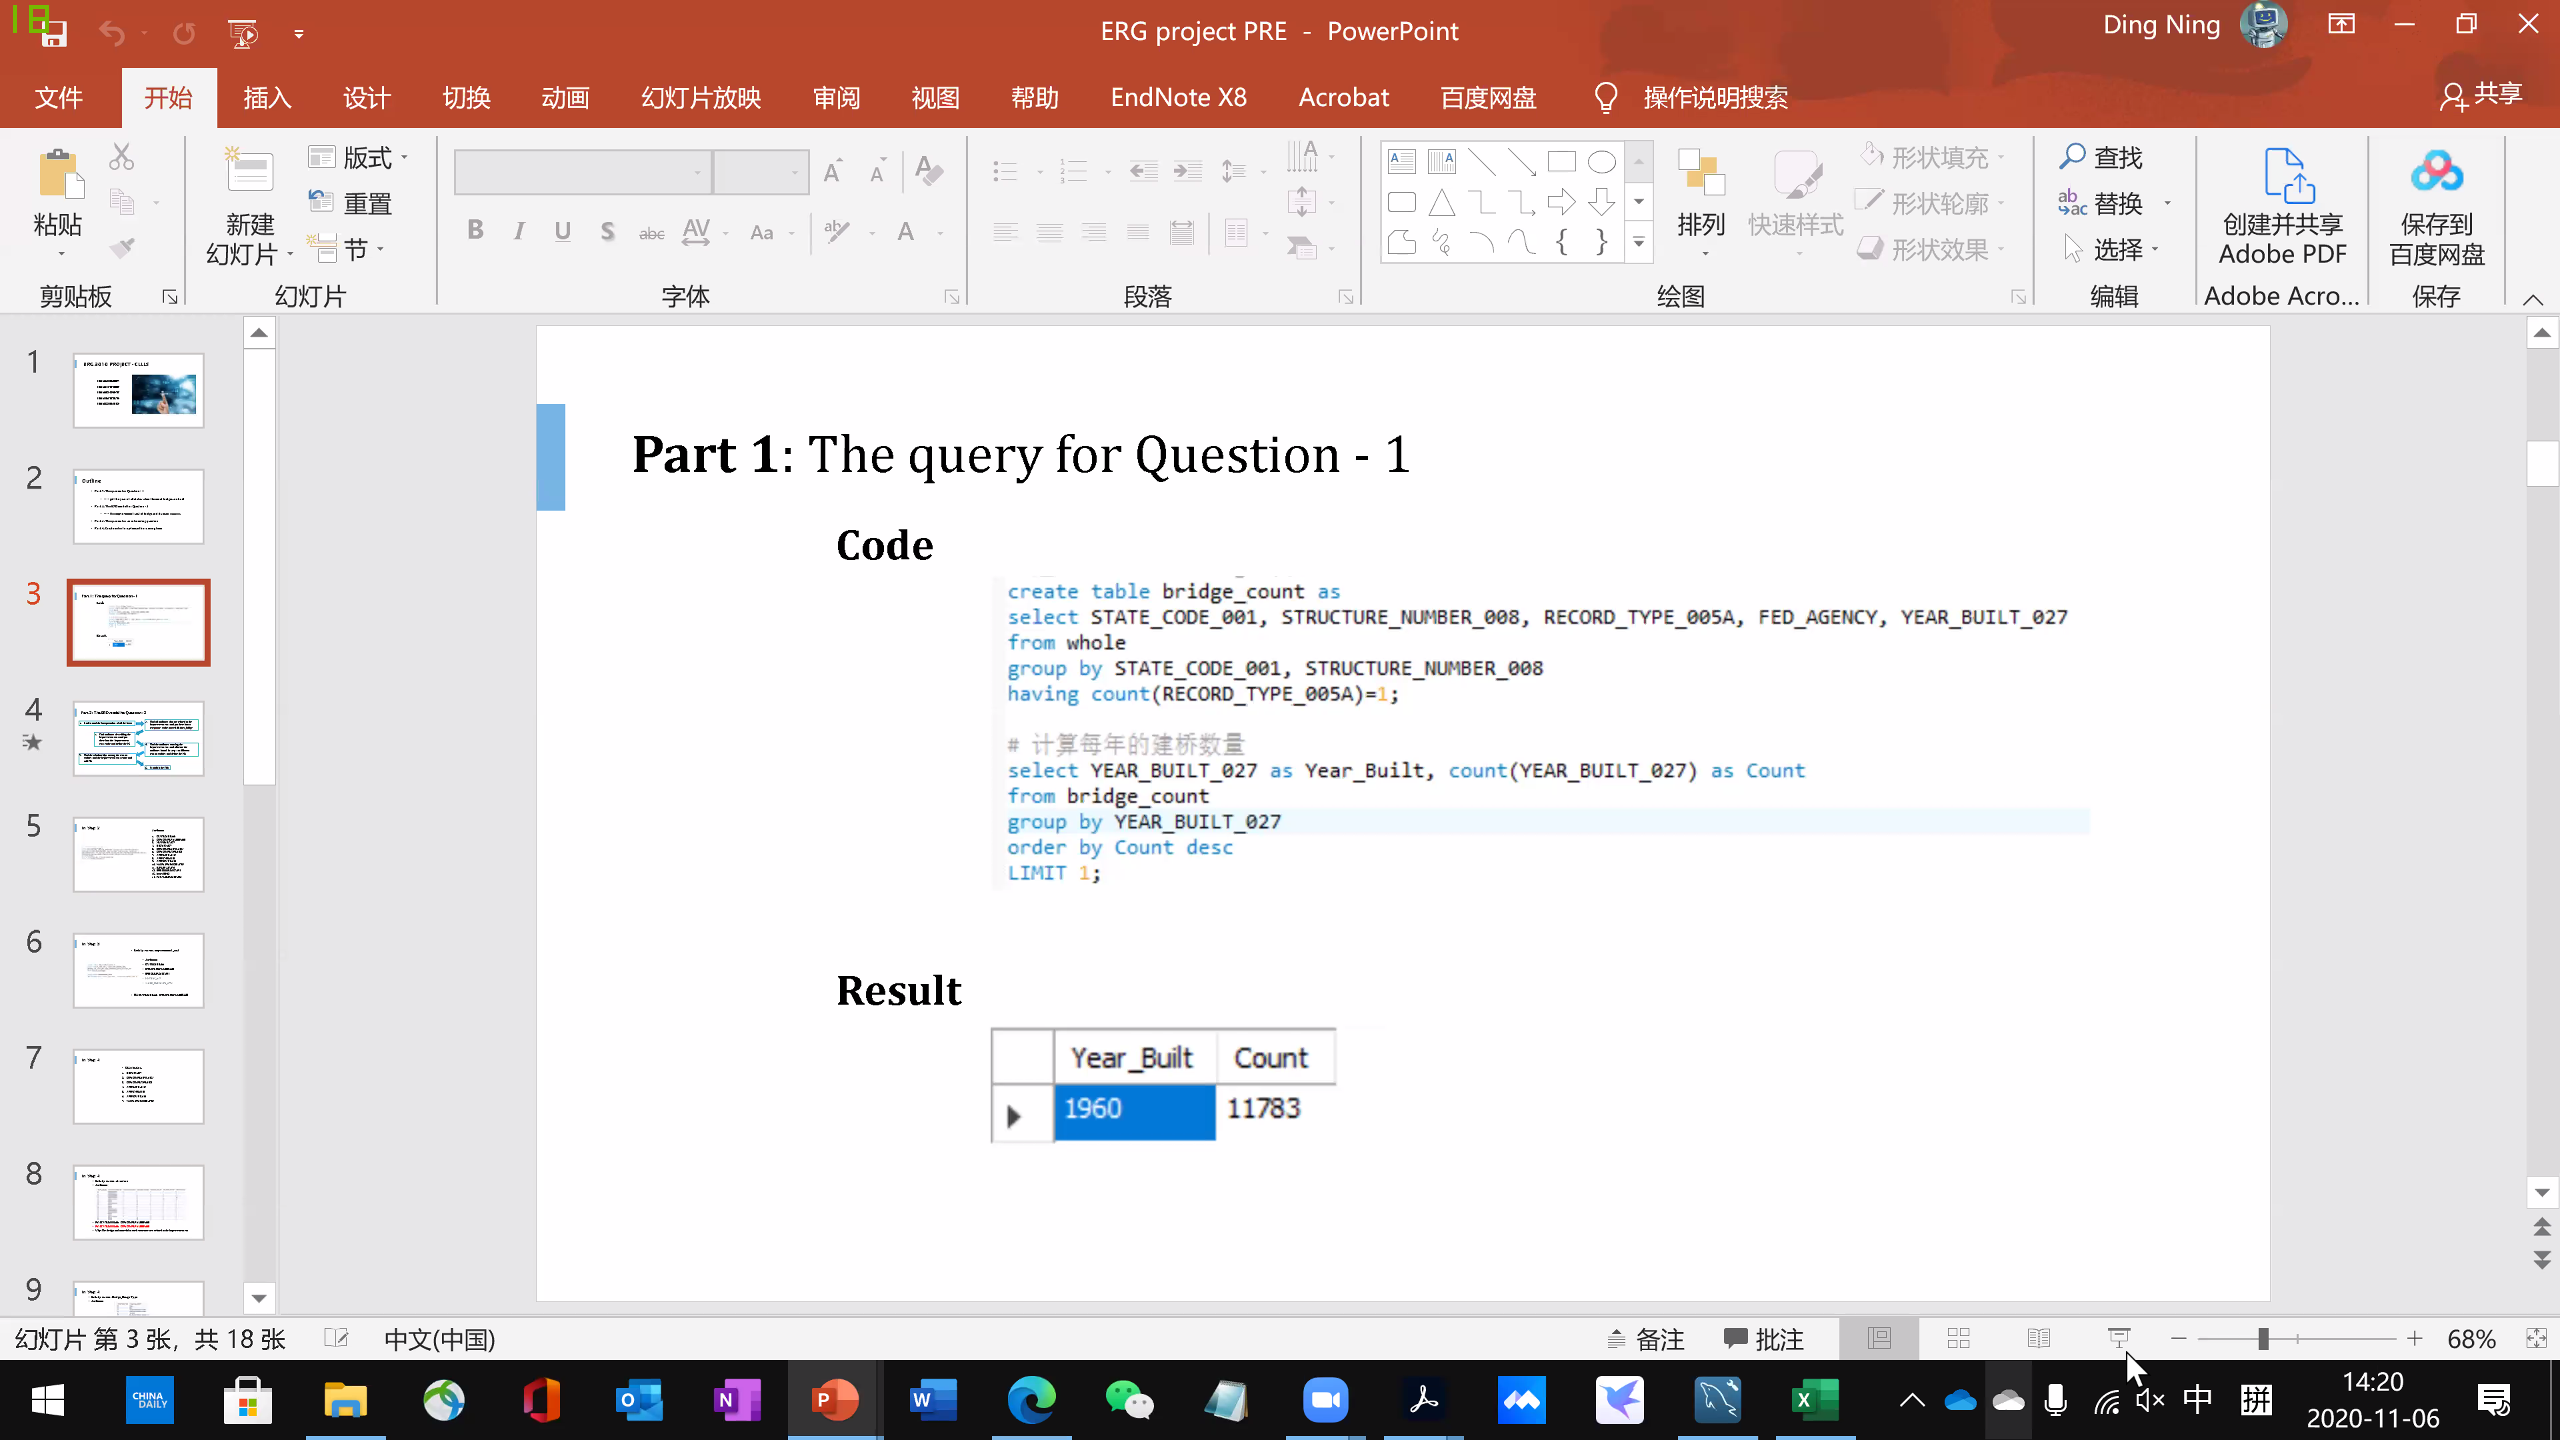 18
ERG project PRE - PowerPoint
Ding Ning
文件 开始 插入 设计 切换 动画 幻灯片放映 审阅 视图 帮助 EndNote X8 Acrobat 百度网盘 操作说明搜索 共享
粘贴
剪贴板
新建
幻灯片
版式
重置
节
幻灯片
B I U S abc AV Aa A
字体
段落
排列
快速样式
形状填充
形状轮廓
形状效果
绘图
查找
替换
选择
编辑
创建并共享
Adobe PDF
Adobe Acro...
保存到
百度网盘
保存
1
2
Outline
3
4
5
6
7
8
9
Part 1: The query for Question - 1
Code
create table bridge_count as
select STATE_CODE_001, STRUCTURE_NUMBER_008, RECORD_TYPE_005A, FED_AGENCY, YEAR_BUILT_027
from whole
group by STATE_CODE_001, STRUCTURE_NUMBER_008
having count(RECORD_TYPE_005A)=1;
# 计算每年的建桥数量
select YEAR_BUILT_027 as Year_Built, count(YEAR_BUILT_027) as Count
from bridge_count
group by YEAR_BUILT_027
order by Count desc
LIMIT 1;
Result
Year_Built Count
1960 11783
幻灯片 第 3 张，共 18 张 中文(中国) 备注 批注 68%
CHINA DAILY
中 拼
14:20
2020-11-06